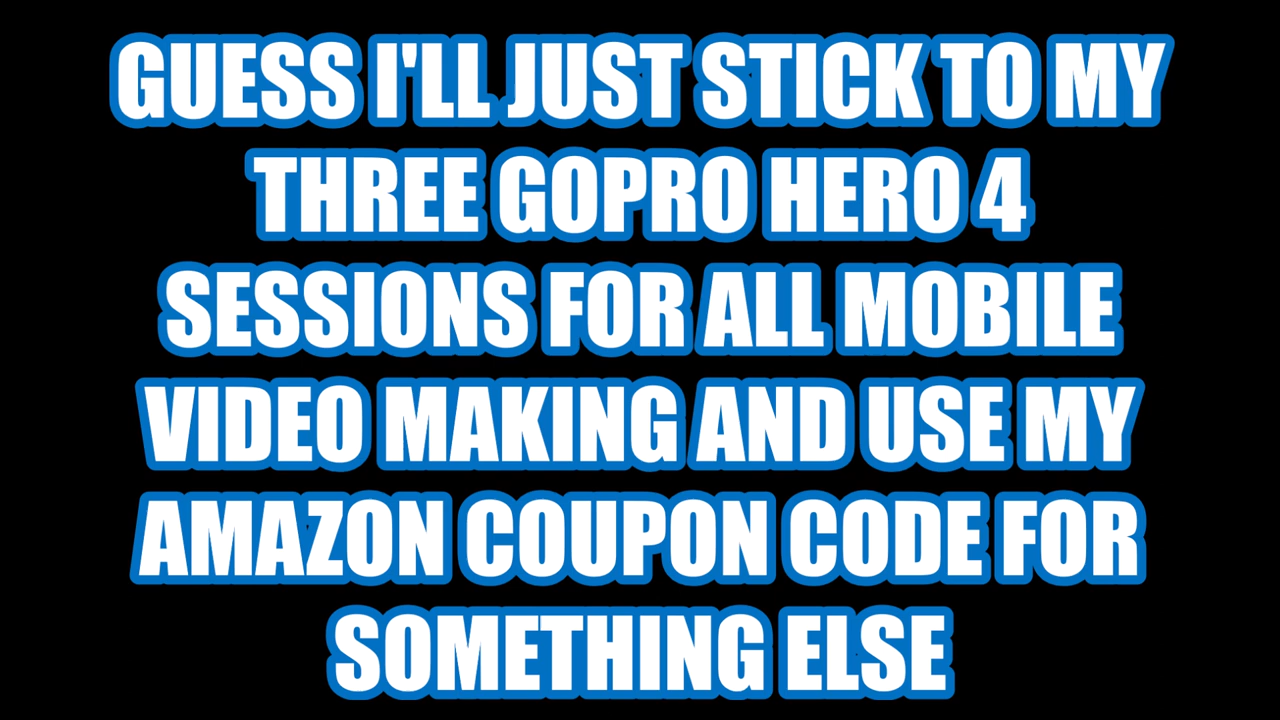 GUESS I'LL JUST STICK TO MY
THREE GOPRO HERO 4
SESSIONS FOR ALL MOBILE
VIDEO MAKING AND USE MY
AMAZON COUPON CODE FOR
SOMETHING ELSE